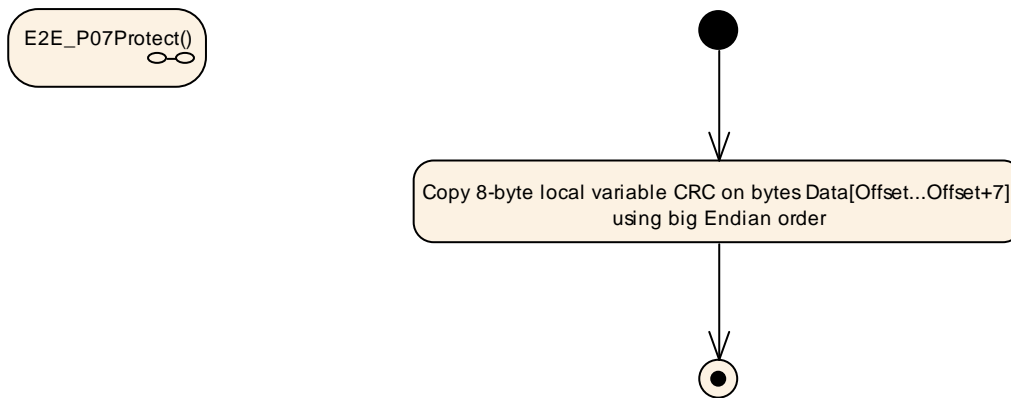 E2E_P07Protect()
Copy 8-byte local variable CRC on bytes Data[Offset...Offset+7]
using big Endian order